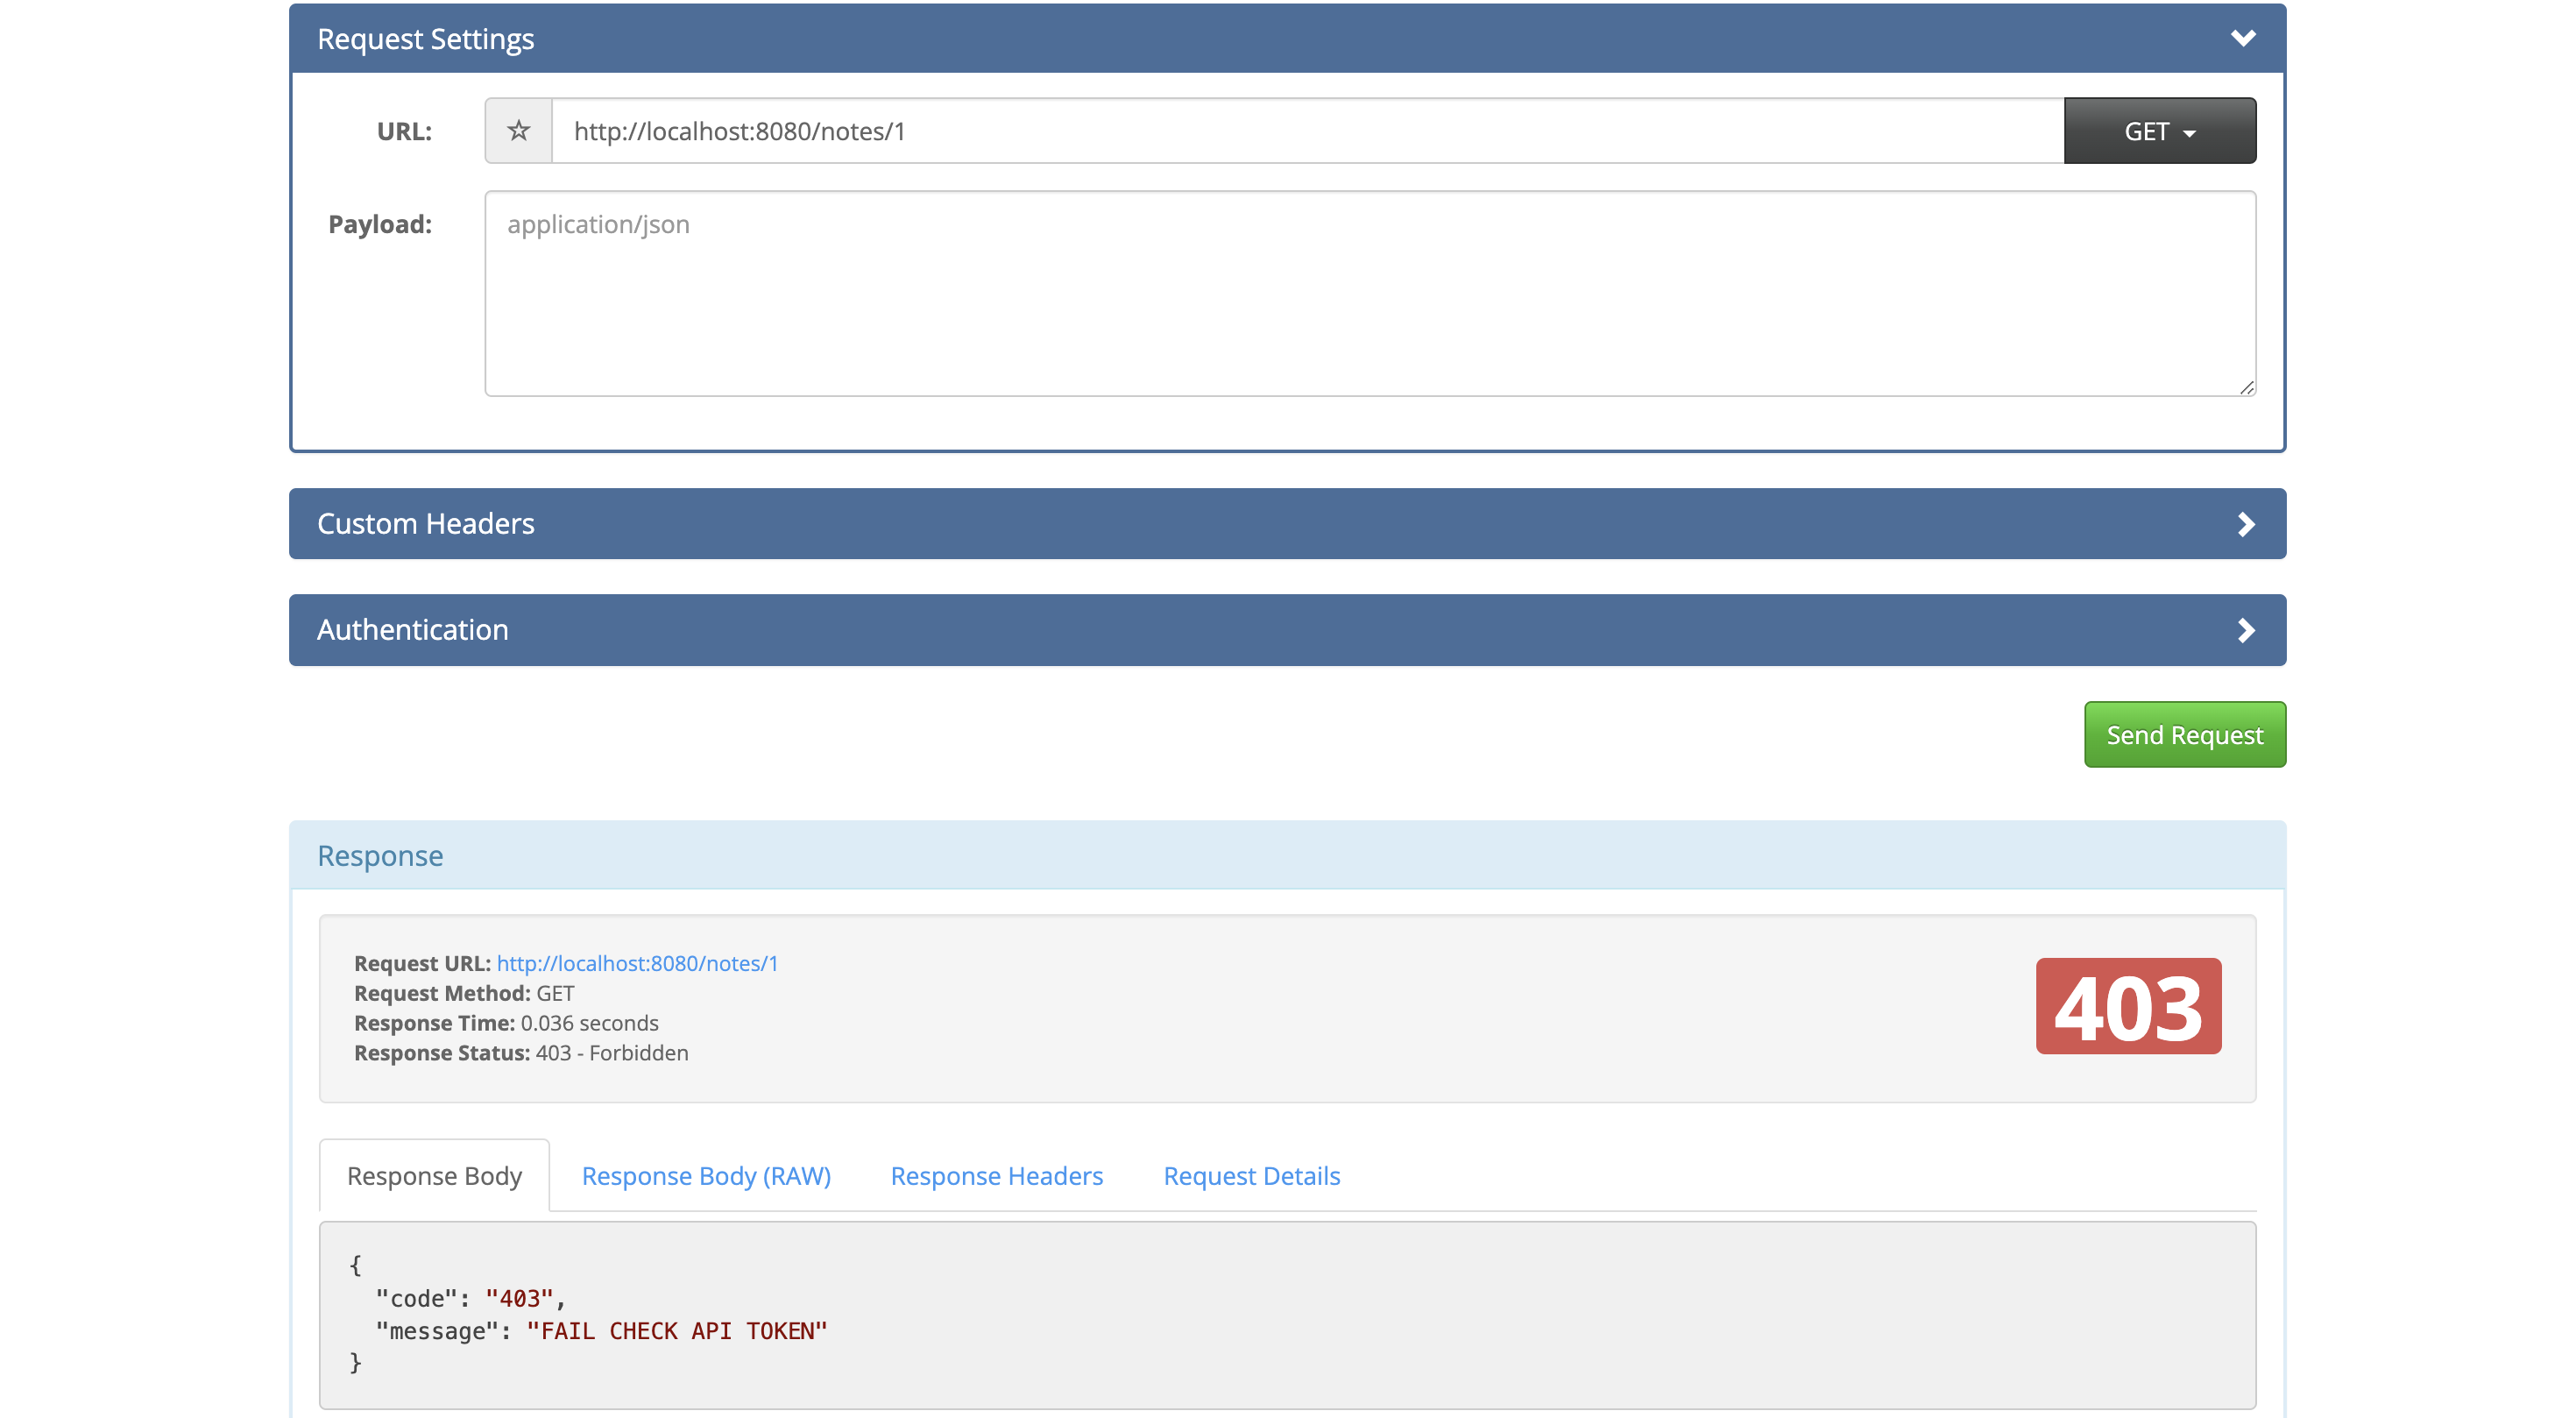 Request Settings
URL:
http://localhost:8080/notes/1
GET
Payload:
application/json
Custom Headers
Authentication
Send Request
Response
Request URL: http://localhost:8080/notes/1
Request Method: GET
Response Time: 0.036 seconds
Response Status: 403 - Forbidden
403
Response Body
Response Body (RAW)
Response Headers
Request Details
{
"code": "403",
"message": "FAIL CHECK API TOKEN"
}